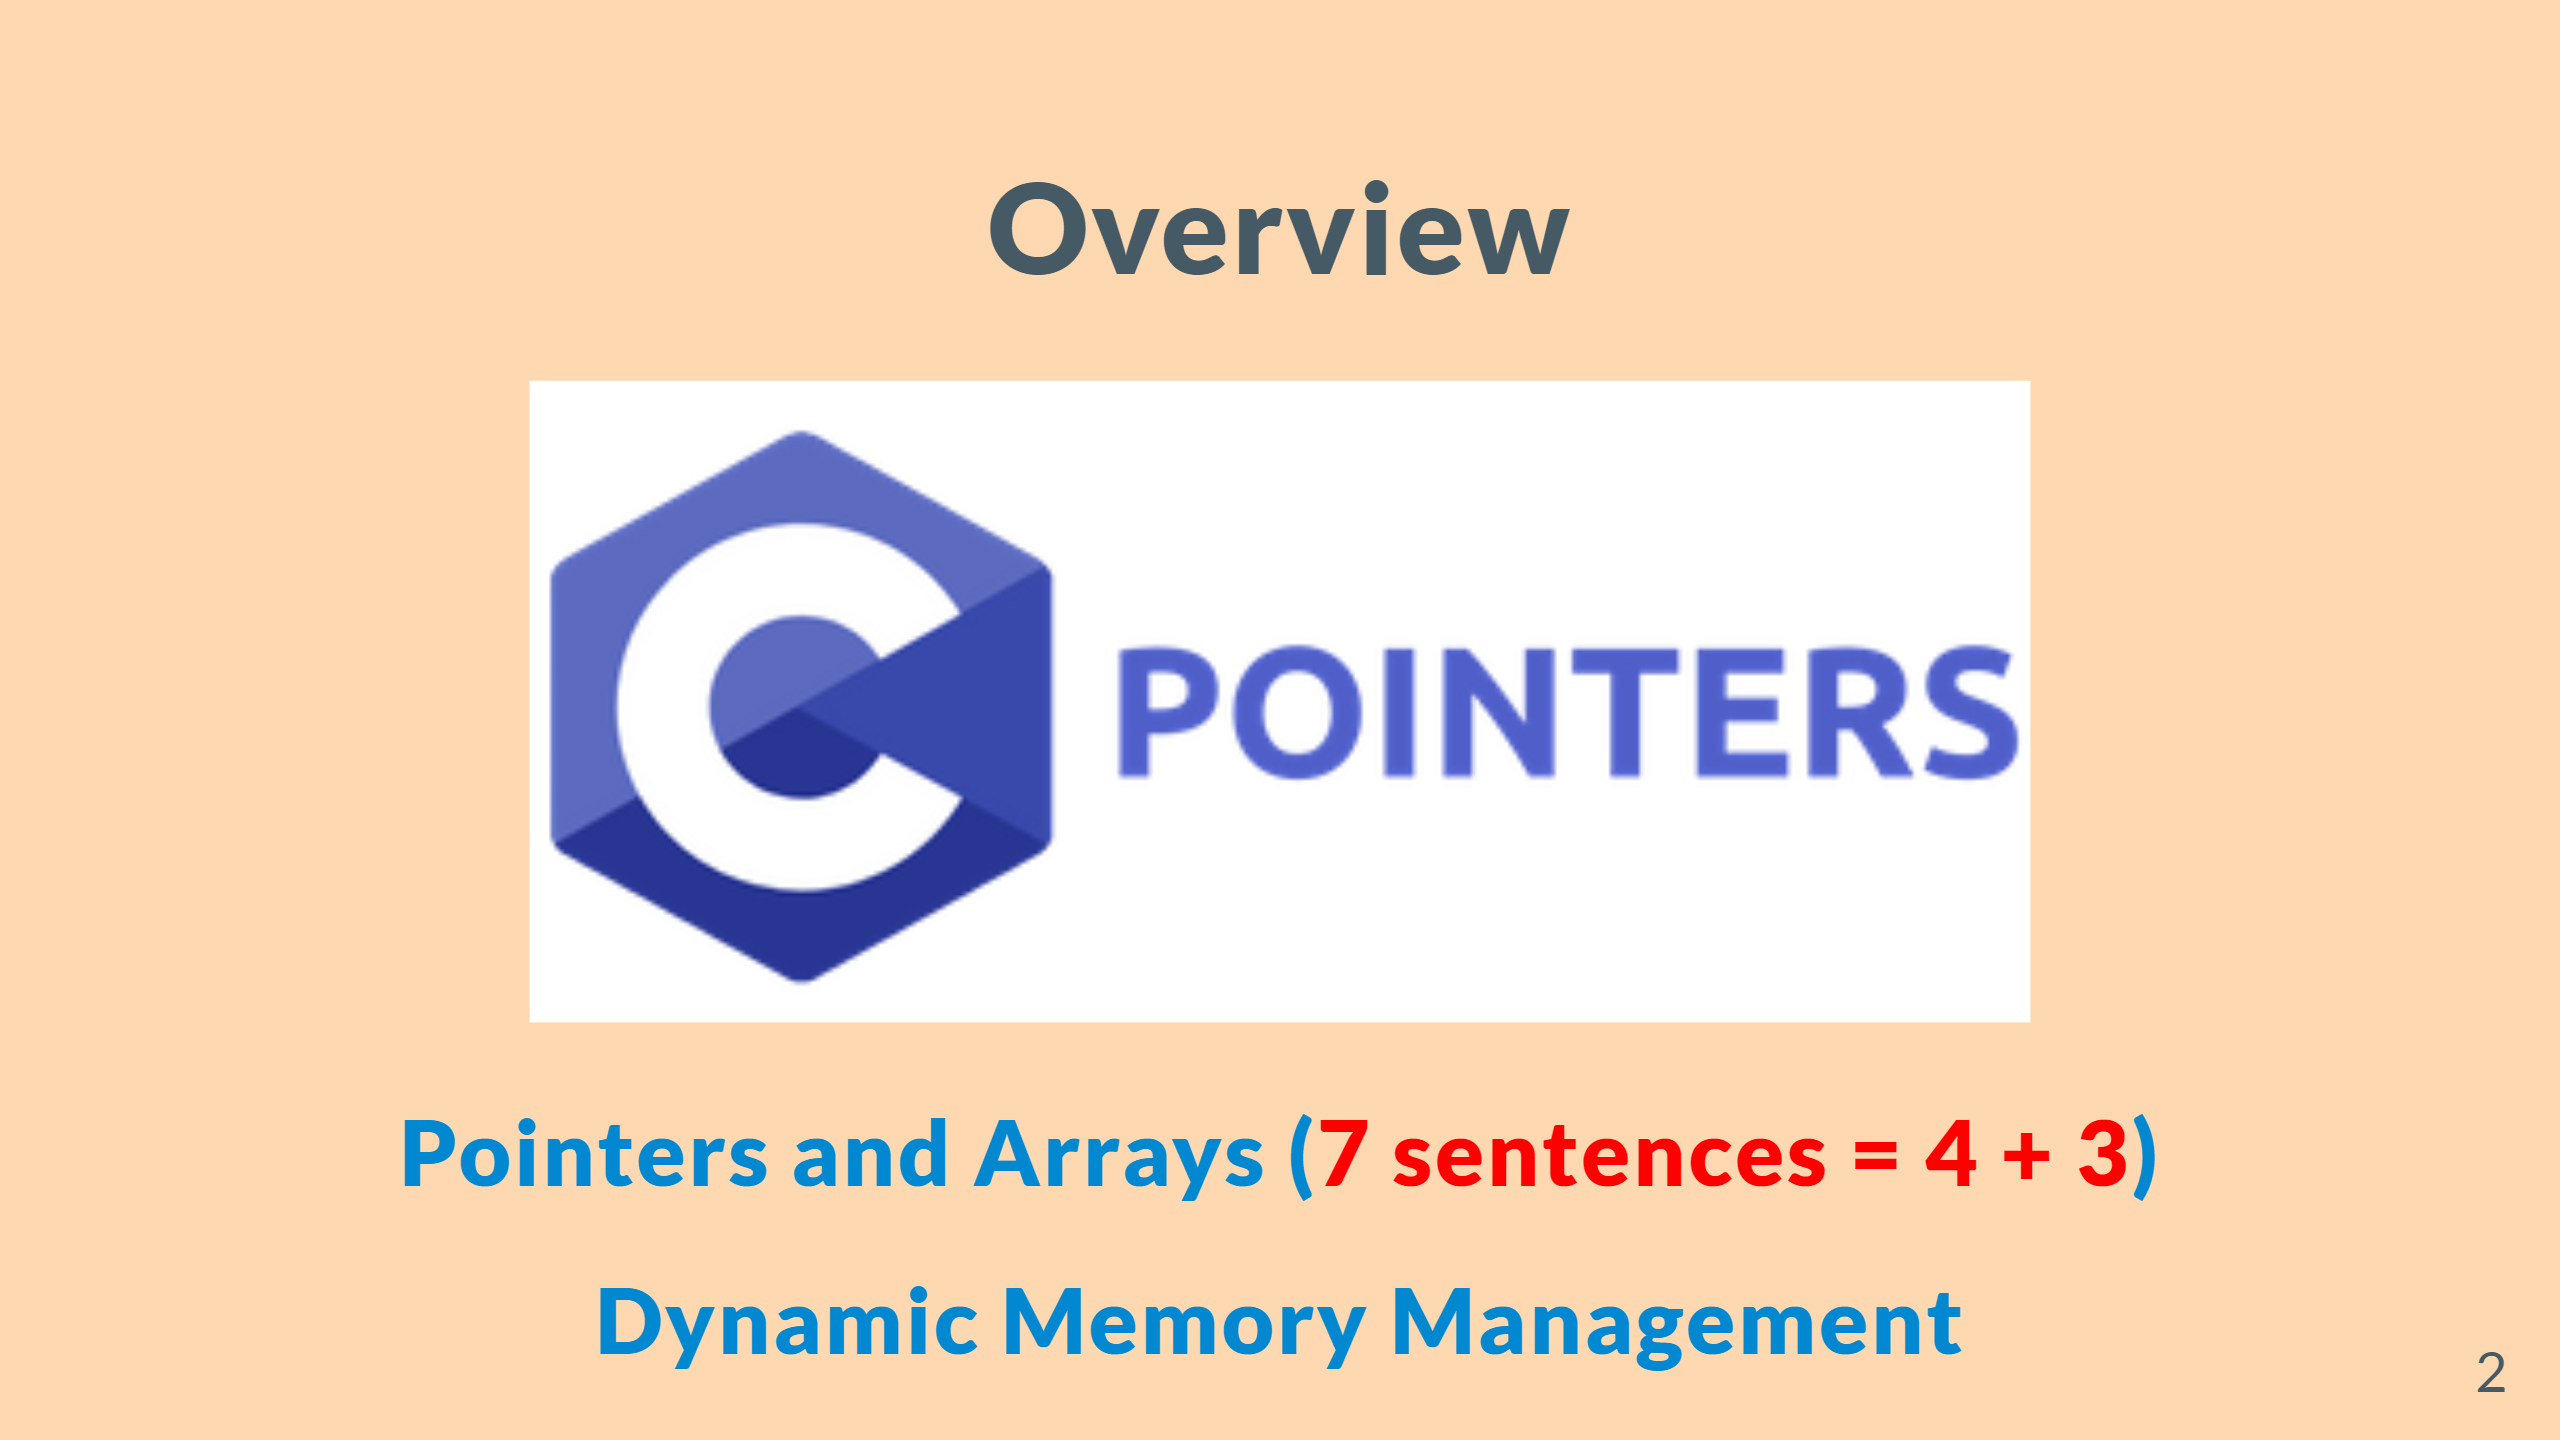 Overview
C POINTERS
Pointers and Arrays (7 sentences = 4 + 3)
Dynamic Memory Management
2